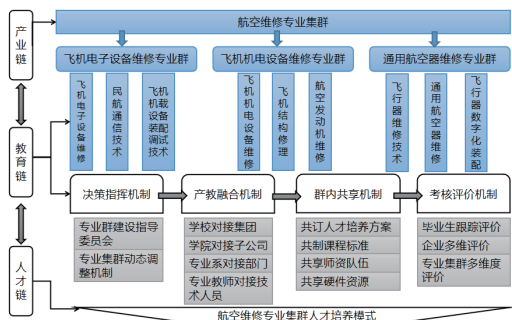 产业链
航空维修专业集群
飞机电子设备维修专业群
飞机机电设备维修专业群
通用航空器维修专业群
飞机电子设备维修
民航通信技术
飞机机载设备装配调试技术
飞机机电设备维修
飞机结构修理
航空发动机维修
飞行器维修技术
通用航空器维修
飞行器数字化装配
教育链
决策指挥机制
产教融合机制
群内共享机制
考核评价机制
专业群建设指导
委员会
专业集群动态调
整机制
学校对接集团
学院对接子公司
专业系对接部门
专业教师对接技
术人员
共订人才培养方案
共制课程标准
共享师资队伍
共享硬件资源
毕业生跟踪评价
企业多维评价
专业集群多维度
评价
人才链
航空维修专业集群人才培养模式